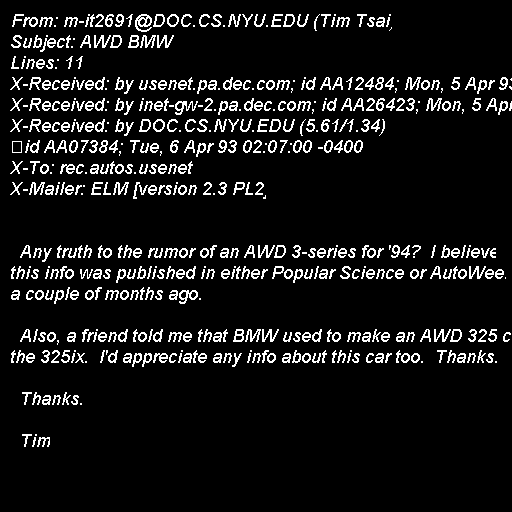 From: m-it2691@DOC.CS.NYU.EDU (Tim Tsai)
Subject: AWD BMW
Lines: 11
X-Received: by usenet.pa.dec.com; id AA12484; Mon, 5 Apr 93
X-Received: by inet-gw-2.pa.dec.com; id AA26423; Mon, 5 Apr
X-Received: by DOC.CS.NYU.EDU (5.61/1.34)
id AA07384; Tue, 6 Apr 93 02:07:00 -0400
X-To: rec.autos.usenet
X-Mailer: ELM [version 2.3 PL2]
Any truth to the rumor of an AWD 3-series for '94?  I believe
this info was published in either Popular Science or AutoWee
a couple of months ago.
Also, a friend told me that BMW used to make an AWD 325 c
the 325ix.  I'd appreciate any info about this car too.  Thanks.
Thanks.
Tim